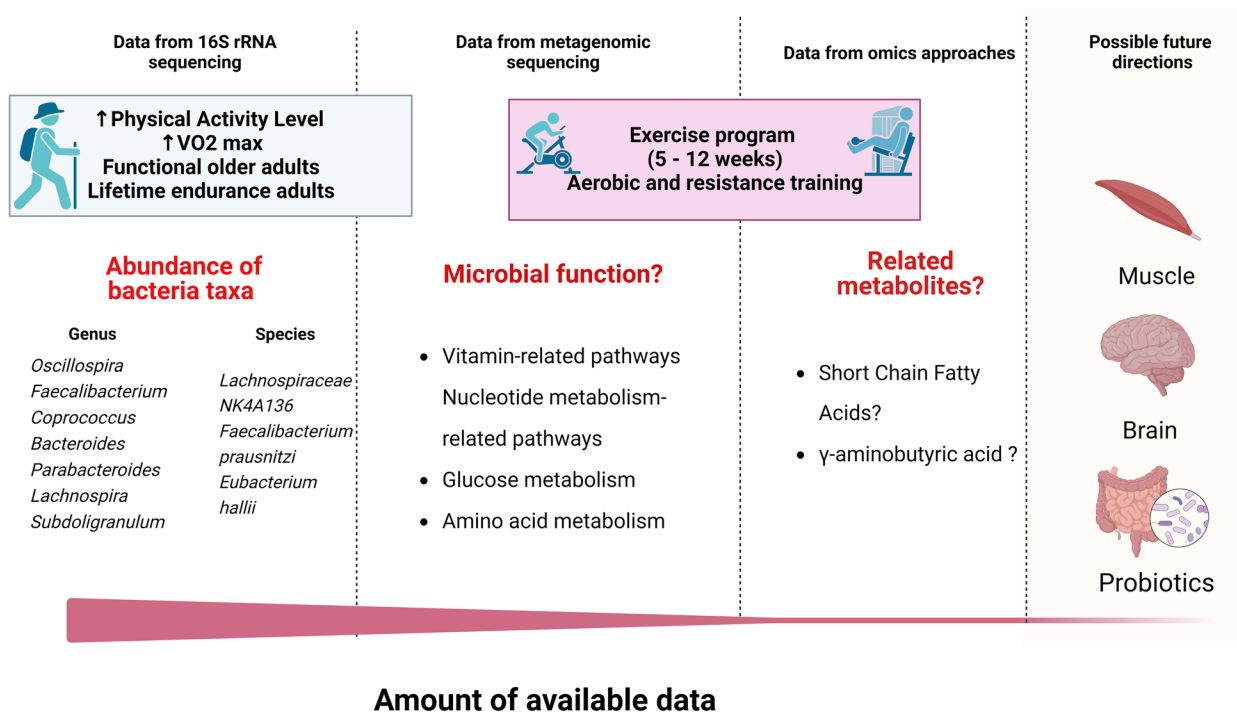 Data from 16S rRNA
sequencing
Data from metagenomic
sequencing
Data from omics approaches
Possible future
directions
↑Physical Activity Level
↑VO2 max
Functional older adults
Lifetime endurance adults
Exercise program
(5 - 12 weeks)
Aerobic and resistance training
Abundance of
bacteria taxa
Genus
Oscillospira
Faecalibacterium
Coprococcus
Bacteroides
Parabacteroides
Lachnospira
Subdoligranulum
Species
Lachnospiraceae
NK4A136
Faecalibacterium
prausnitzi
Eubacterium
hallii
Microbial function?
• Vitamin-related pathways
Nucleotide metabolism-
related pathways
• Glucose metabolism
• Amino acid metabolism
Related
metabolites?
• Short Chain Fatty
Acids?
• γ-aminobutyric acid ?
Muscle
Brain
Probiotics
Amount of available data